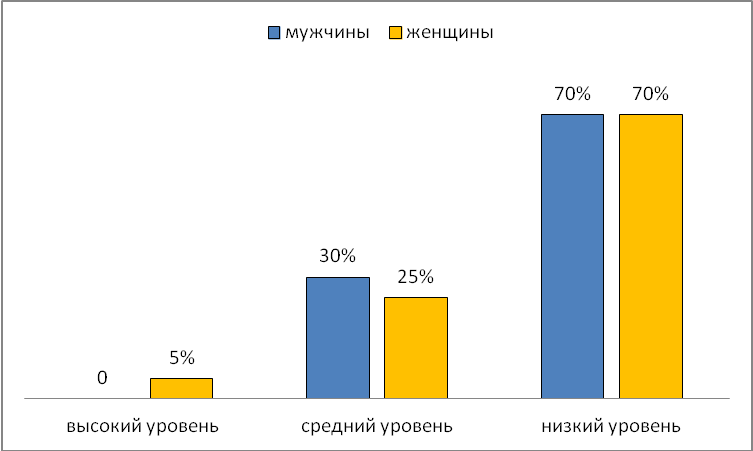 мужчины женщины
70% 70%
30%
25%
5%
0
высокий уровень средний уровень низкий уровень